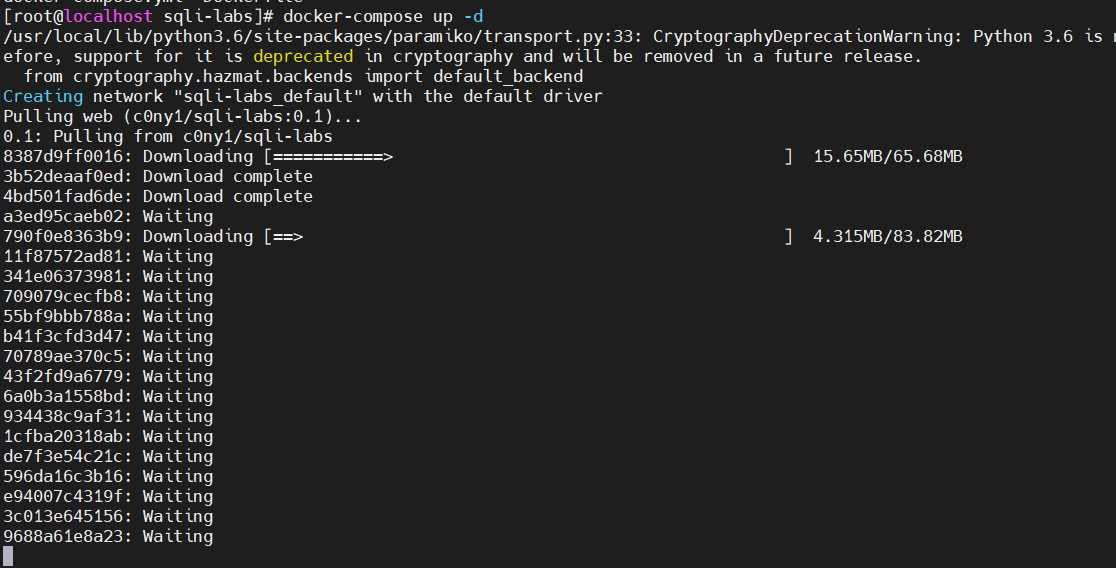 [root@localhost sqli-labs]# docker-compose up -d
/usr/local/lib/python3.6/site-packages/paramiko/transport.py:33: CryptographyDeprecationWarning: Python 3.6 is
efore, support for it is deprecated in cryptography and will be removed in a future release.
  from cryptography.hazmat.backends import default_backend
Creating network "sqli-labs_default" with the default driver
Pulling web (c0ny1/sqli-labs:0.1)...
0.1: Pulling from c0ny1/sqli-labs
8387d9ff0016: Downloading [===========>                                       ]  15.65MB/65.68MB
3b52deaaf0ed: Download complete
4bd501fad6de: Download complete
a3ed95caeb02: Waiting
790f0e8363b9: Downloading [==>                                                ]  4.315MB/83.82MB
11f87572ad81: Waiting
341e06373981: Waiting
709079cecfb8: Waiting
55bf9bbb788a: Waiting
b41f3cfd3d47: Waiting
70789ae370c5: Waiting
43f2fd9a6779: Waiting
6a0b3a1558bd: Waiting
934438c9af31: Waiting
1cfba20318ab: Waiting
de7f3e54c21c: Waiting
596da16c3b16: Waiting
e94007c4319f: Waiting
3c013e645156: Waiting
9688a61e8a23: Waiting